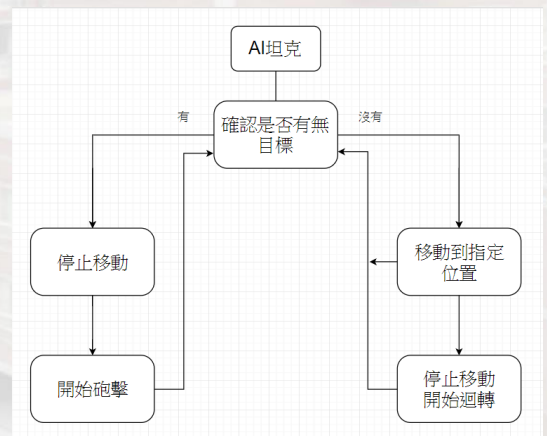 AI坦克
確認是否有無
目標
有
沒有
停止移動
移動到指定
位置
開始砲擊
停止移動
開始迴轉